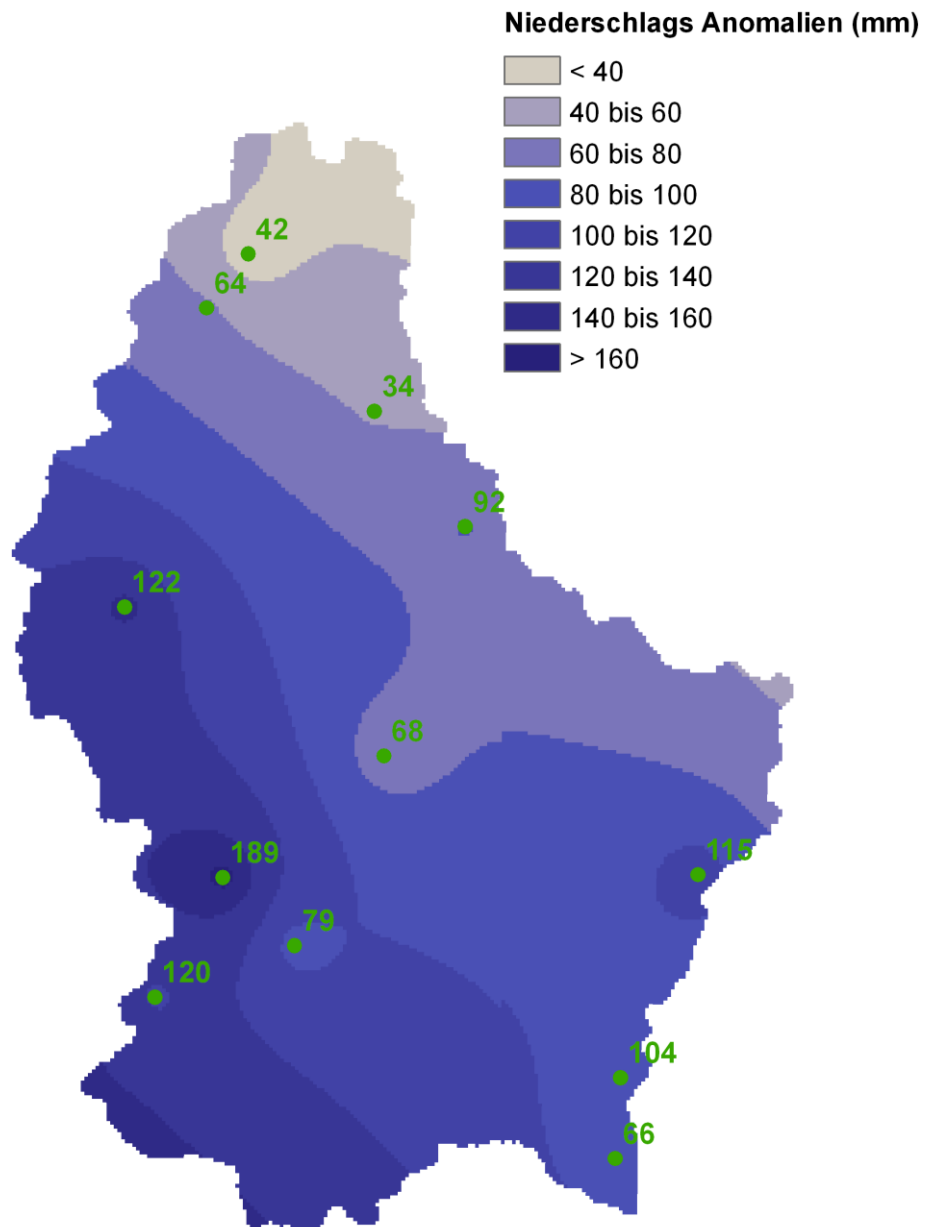 Niederschlags Anomalien (mm)
< 40
40 bis 60
60 bis 80
80 bis 100
100 bis 120
120 bis 140
140 bis 160
> 160
42
64
34
92
122
68
189
115
79
120
104
66